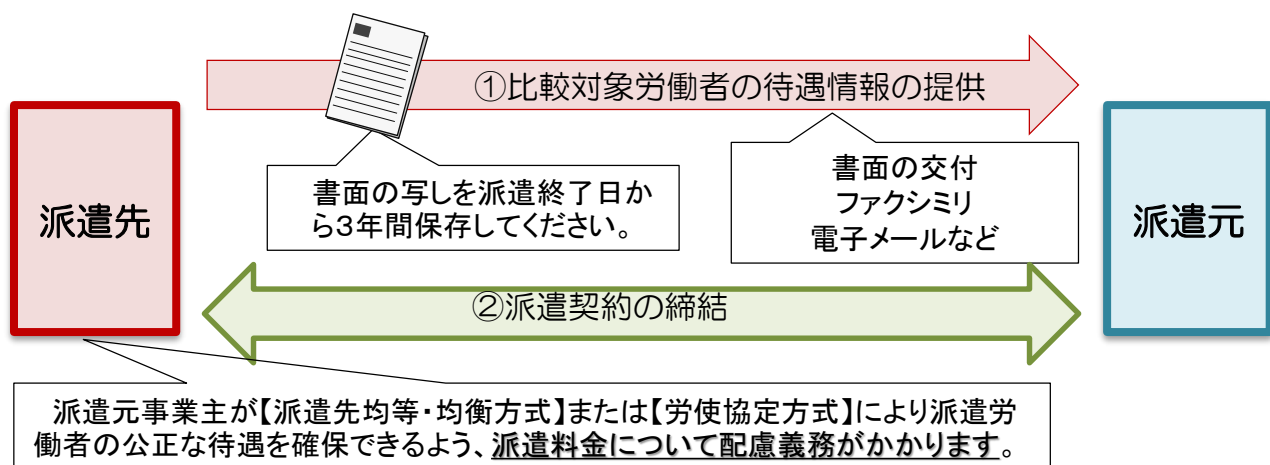 ①比較対象労働者の待遇情報の提供
書面の写しを派遣終了日か
ら3年間保存してください。
書面の交付
ファクシミリ
電子メールなど
派遣先
派遣元
②派遣契約の締結
派遣元事業主が【派遣先均等・均衡方式】または【労使協定方式】により派遣労
働者の公正な待遇を確保できるよう、派遣料金について配慮義務がかかります。